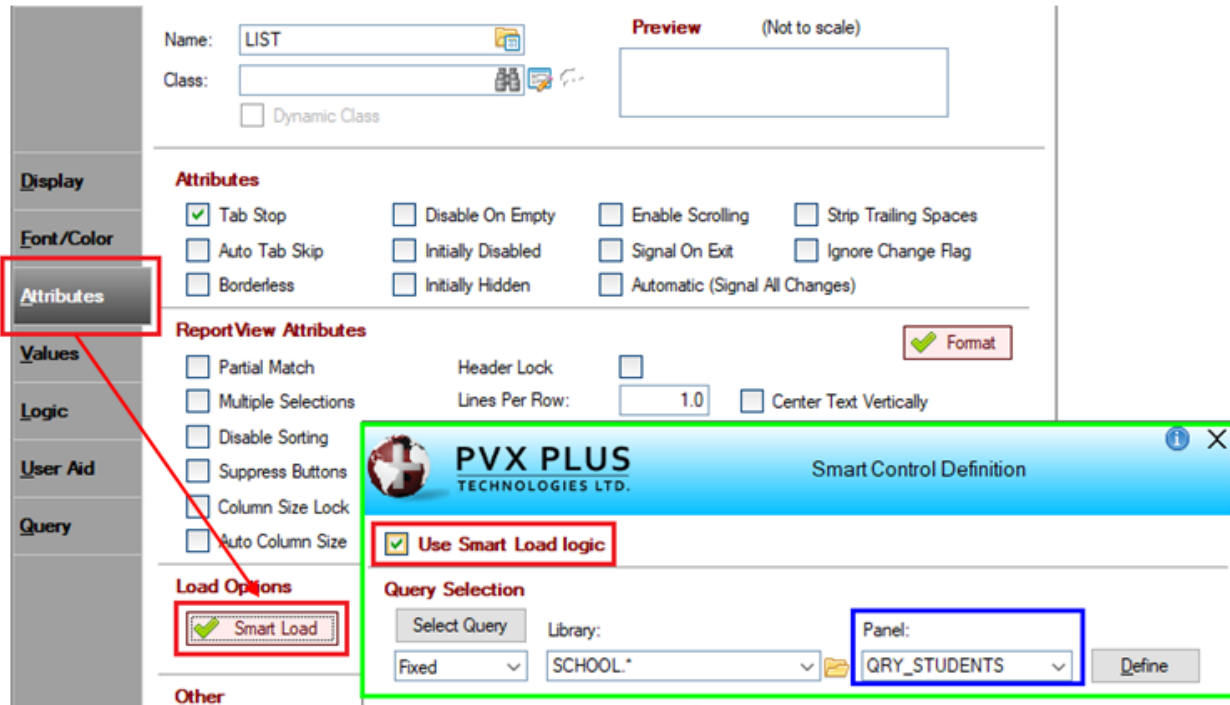 Name: LIST
Preview (Not to scale)
Class:
Dynamic Class
Display
Font/Color
Attributes
Values
Logic
User Aid
Query
Attributes
Tab Stop Disable On Empty Enable Scrolling Strip Trailing Spaces
Auto Tab Skip Initially Disabled Signal On Exit Ignore Change Flag
Borderless Initially Hidden Automatic (Signal All Changes)
ReportView Attributes
Format
Partial Match Header Lock
Multiple Selections Lines Per Row: 1.0 Center Text Vertically
Disable Sorting
Suppress Buttons
Column Size Lock
Auto Column Size
Load Options
Smart Load
Other
PVX PLUS
TECHNOLOGIES LTD.
Smart Control Definition
Use Smart Load logic
Query Selection
Select Query Library: Panel:
Fixed SCHOOL.* QRY_STUDENTS Define